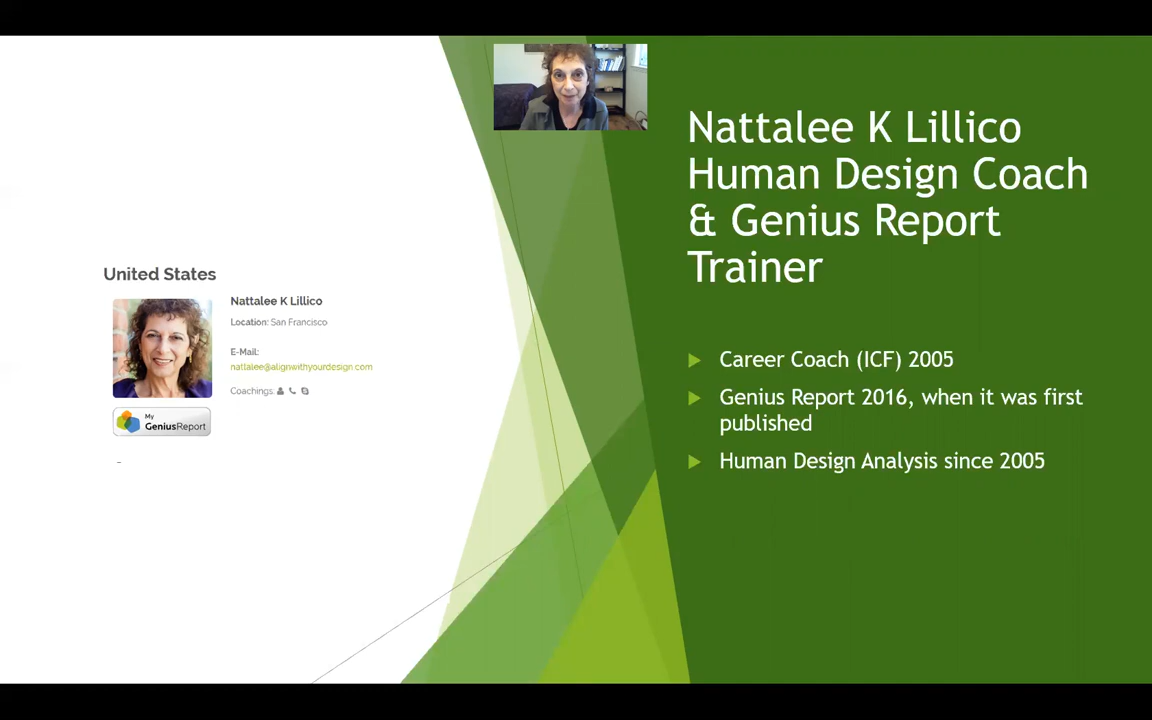 United States
Nattalee K Lillico
Location: San Francisco
E-Mail:
nattalee@alignwithyourdesign.com
Coachings:
My
GeniusReport
Nattalee K Lillico
Human Design Coach
& Genius Report
Trainer
Career Coach (ICF) 2005
Genius Report 2016, when it was first
published
Human Design Analysis since 2005